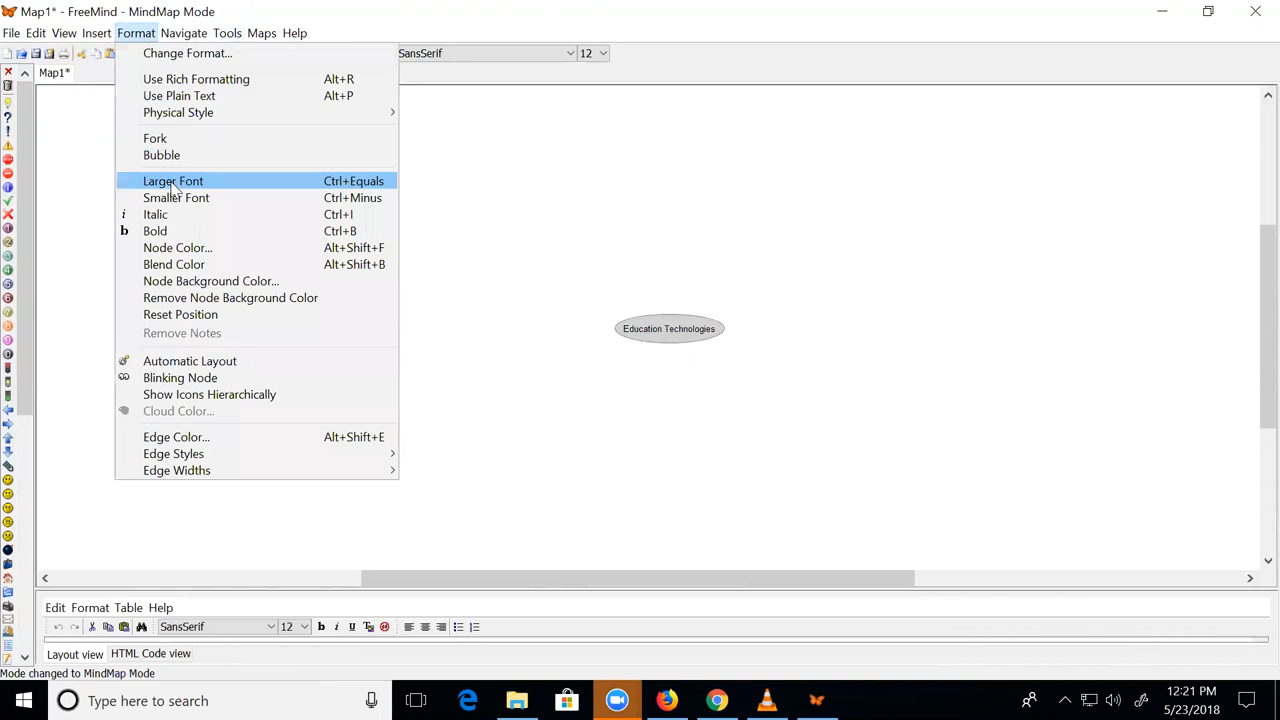 Map1* - FreeMind - MindMap Mode
File Edit View Insert Format Navigate Tools Maps Help
SansSerif 12
Map1*
Change Format...
Use Rich Formatting Alt+R
Use Plain Text Alt+P
Physical Style
Fork
Bubble
Larger Font Ctrl+Equals
Smaller Font Ctrl+Minus
i Italic Ctrl+I
b Bold Ctrl+B
Node Color... Alt+Shift+F
Blend Color Alt+Shift+B
Node Background Color...
Remove Node Background Color
Reset Position
Remove Notes
Automatic Layout
Blinking Node
Show Icons Hierarchically
Cloud Color...
Edge Color... Alt+Shift+E
Edge Styles
Edge Widths
Education Technologies
Edit Format Table Help
SansSerif 12 b i U
Layout view HTML Code view
Mode changed to MindMap Mode
Type here to search
12:21 PM
5/23/2018